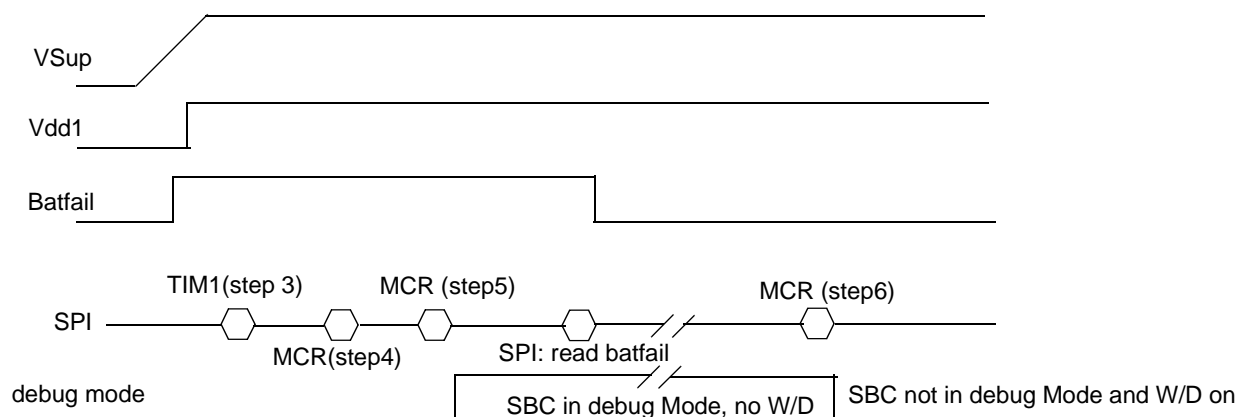 VSup
Vdd1
Batfail
TIM1(step 3)
MCR (step5)
MCR (step6)
SPI
MCR(step4)
SPI: read batfail
debug mode
SBC in debug Mode, no W/D
SBC not in debug Mode and W/D on